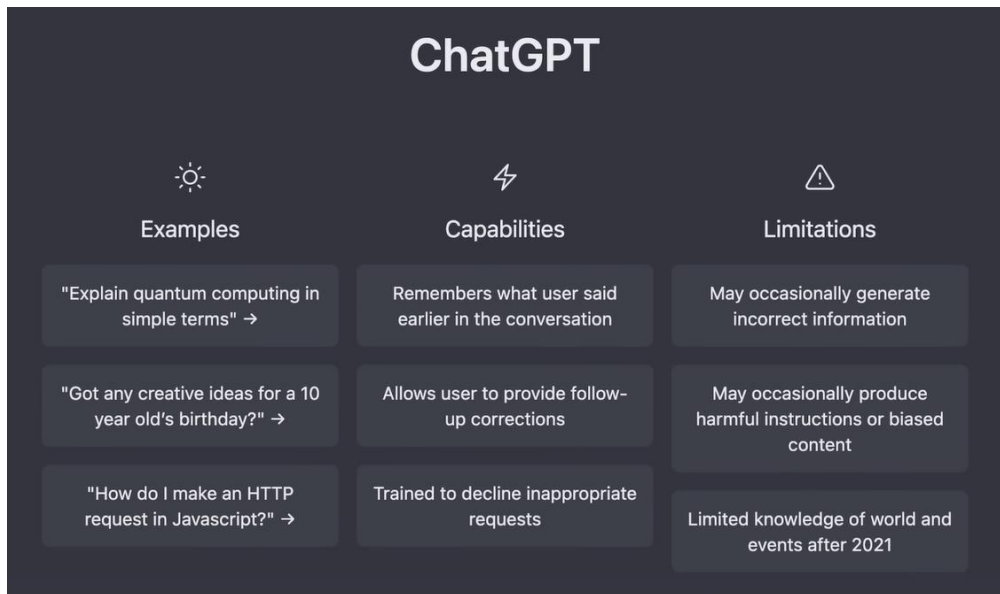 ChatGPT
Examples
"Explain quantum computing in
simple terms" →
"Got any creative ideas for a 10
year old’s birthday?" →
"How do I make an HTTP
request in Javascript?" →
Capabilities
Remembers what user said
earlier in the conversation
Allows user to provide follow-
up corrections
Trained to decline inappropriate
requests
Limitations
May occasionally generate
incorrect information
May occasionally produce
harmful instructions or biased
content
Limited knowledge of world and
events after 2021